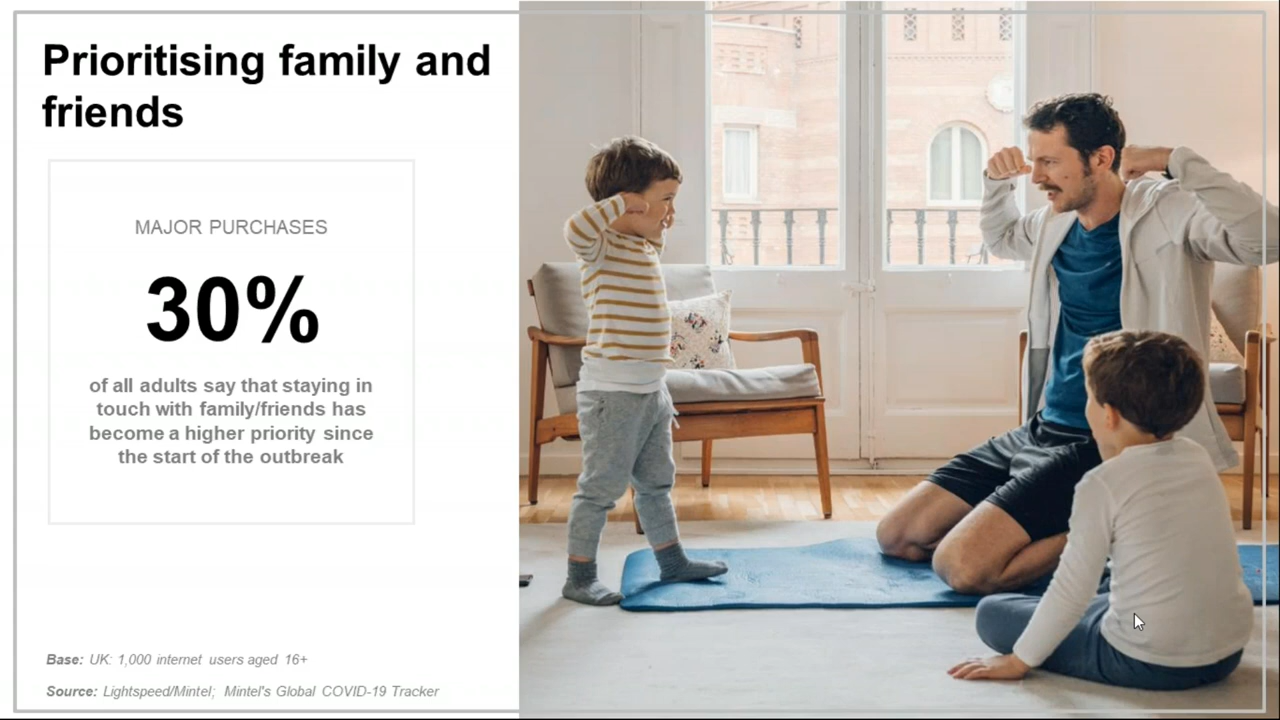 Prioritising family and
friends
MAJOR PURCHASES
30%
of all adults say that staying in
touch with family/friends has
become a higher priority since
the start of the outbreak
Base: UK: 1,000 internet users aged 16+
Source: Lightspeed/Mintel; Mintel's Global COVID-19 Tracker